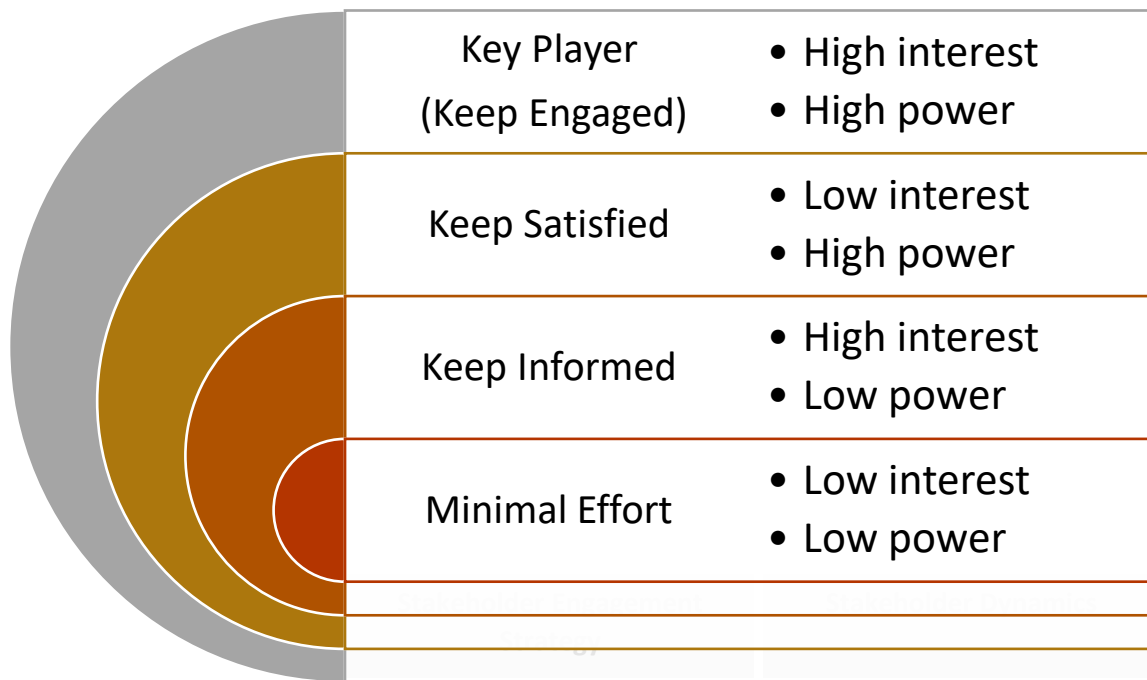 Key Player
(Keep Engaged)
• High interest
• High power
Keep Satisfied
• Low interest
• High power
Keep Informed
• High interest
• Low power
Minimal Effort
• Low interest
• Low power
Strategy